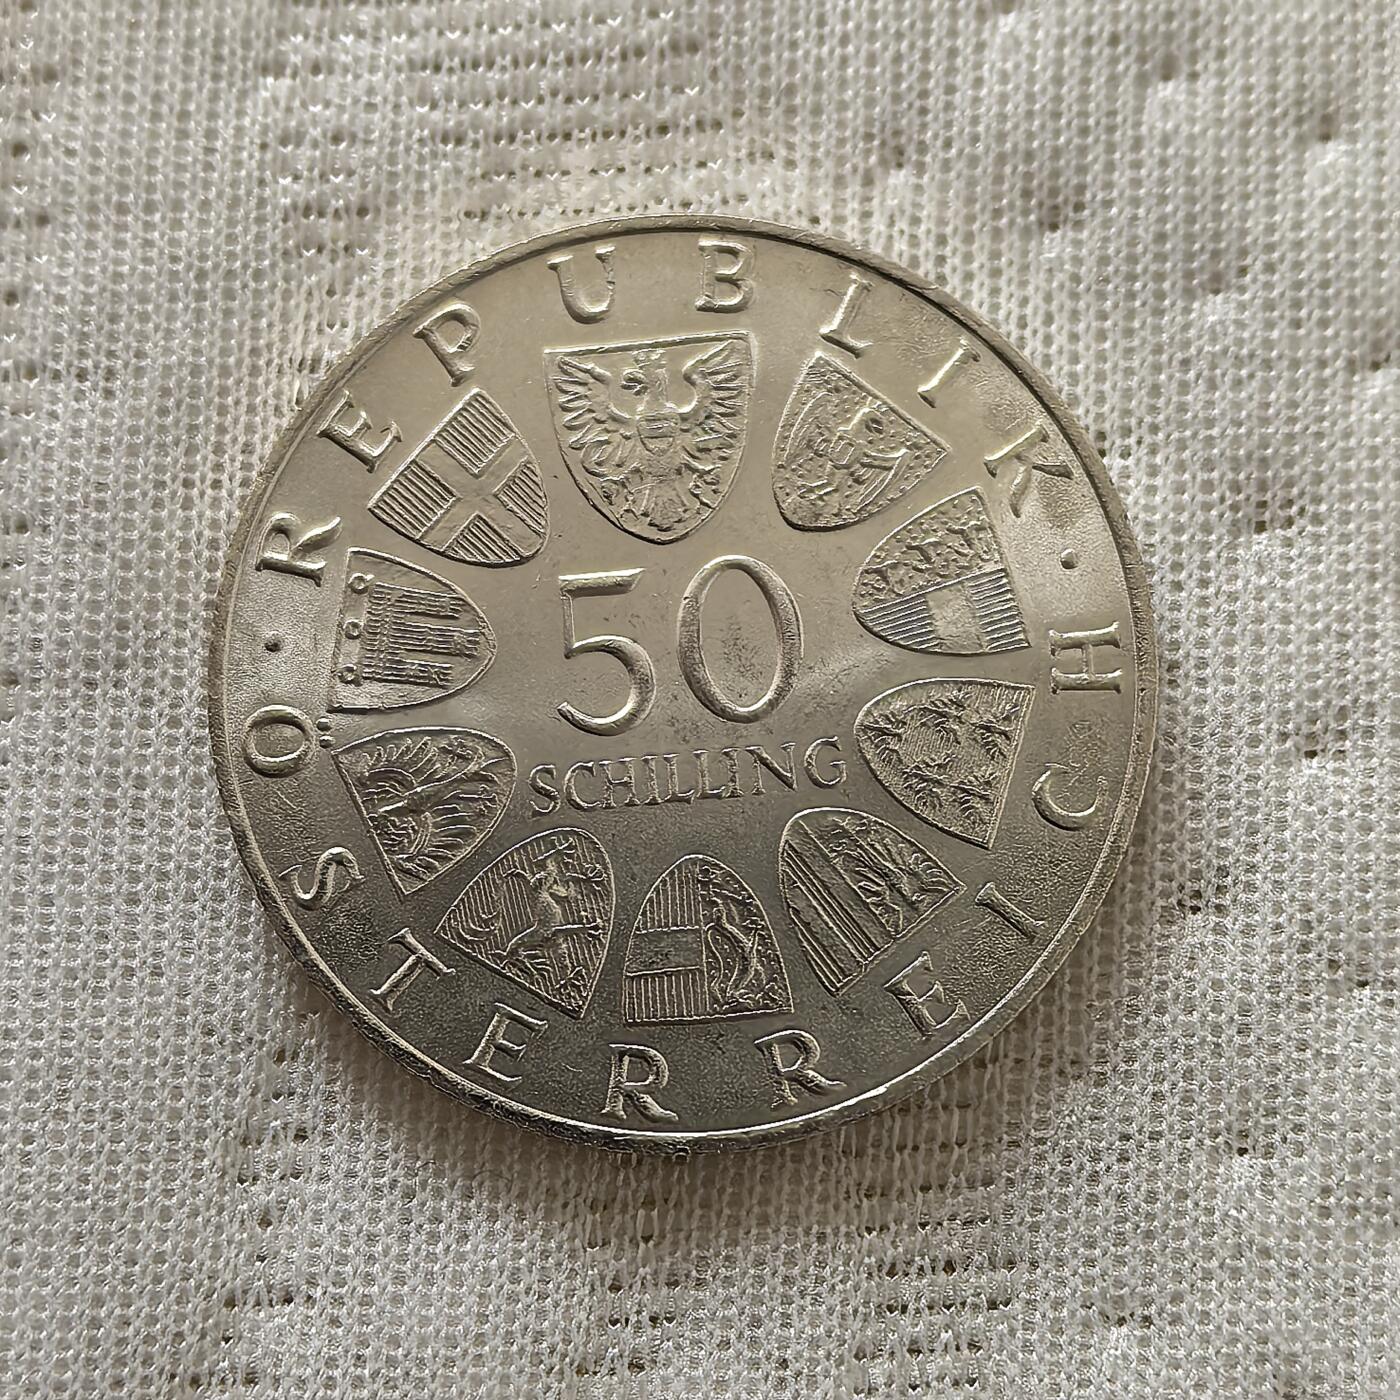 REPUBLIK · ÖSTERREICH ·
50
SCHILLING